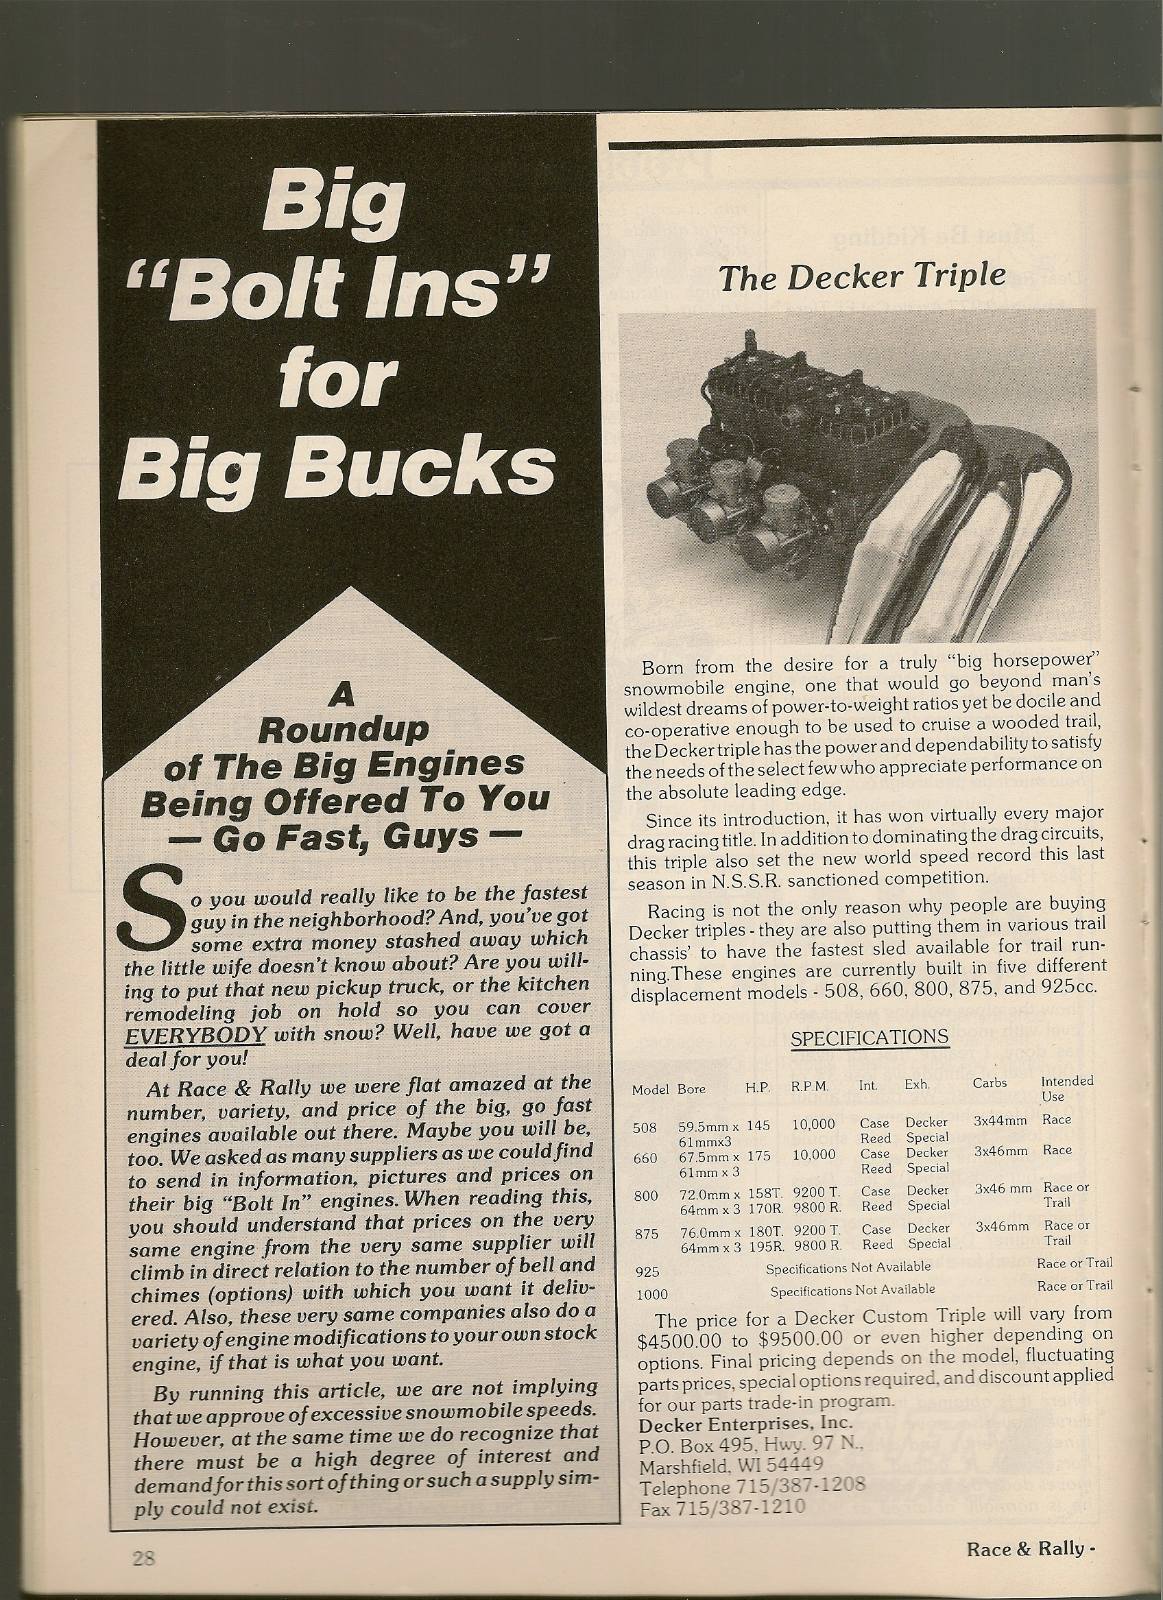 Big
“Bolt Ins”
for
Big Bucks
A
Roundup
of The Big Engines
Being Offered To You
— Go Fast, Guys —
So you would really like to be the fastest
guy in the neighborhood? And, you've got
some extra money stashed away which
the little wife doesn't know about? Are you will-
ing to put that new pickup truck, or the kitchen
remodeling job on hold so you can cover
EVERYBODY with snow? Well, have we got a
deal for you!
At Race & Rally we were flat amazed at the
number, variety, and price of the big, go fast
engines available out there. Maybe you will be,
too. We asked as many suppliers as we could find
to send in information, pictures and prices on
their big “Bolt In” engines. When reading this,
you should understand that prices on the very
same engine from the very same supplier will
climb in direct relation to the number of bell and
chimes (options) with which you want it deliv-
ered. Also, these very same companies also do a
variety of engine modifications to your own stock
engine, if that is what you want.
By running this article, we are not implying
that we approve of excessive snowmobile speeds.
However, at the same time we do recognize that
there must be a high degree of interest and
demand for this sort of thing or such a supply sim-
ply could not exist.
28
The Decker Triple
Born from the desire for a truly “big horsepower”
snowmobile engine, one that would go beyond man's
wildest dreams of power-to-weight ratios yet be docile and
co-operative enough to be used to cruise a wooded trail,
the Decker triple has the power and dependability to satisfy
the needs of the select few who appreciate performance on
the absolute leading edge.
Since its introduction, it has won virtually every major
drag racing title. In addition to dominating the drag circuits,
this triple also set the new world speed record this last
season in N.S.S.R. sanctioned competition.
Racing is not the only reason why people are buying
Decker triples - they are also putting them in various trail
chassis' to have the fastest sled available for trail run-
ning. These engines are currently built in five different
displacement models - 508, 660, 800, 875, and 925cc.
SPECIFICATIONS
Model Bore H.P. R.P.M. Int. Exh. Carbs Intended
Use
508 59.5mm x 145 10,000 Case Decker 3x44mm Race
61mmx3 Reed Special
660 67.5mm x 175 10,000 Case Decker 3x46mm Race
61mm x 3 Reed Special
800 72.0mm x 158T. 9200 T. Case Decker 3x46 mm Race or
64mm x 3 170R. 9800 R. Reed Special Trail
875 76.0mm x 180T. 9200 T. Case Decker 3x46mm Race or
64mm x 3 195R. 9800 R. Reed Special Trail
925 Specifications Not Available Race or Trail
1000 Specifications Not Available Race or Trail
The price for a Decker Custom Triple will vary from
$4500.00 to $9500.00 or even higher depending on
options. Final pricing depends on the model, fluctuating
parts prices, special options required, and discount applied
for our parts trade-in program.
Decker Enterprises, Inc.
P.O. Box 495, Hwy. 97 N.,
Marshfield, WI 54449
Telephone 715/387-1208
Fax 715/387-1210
Race & Rally -